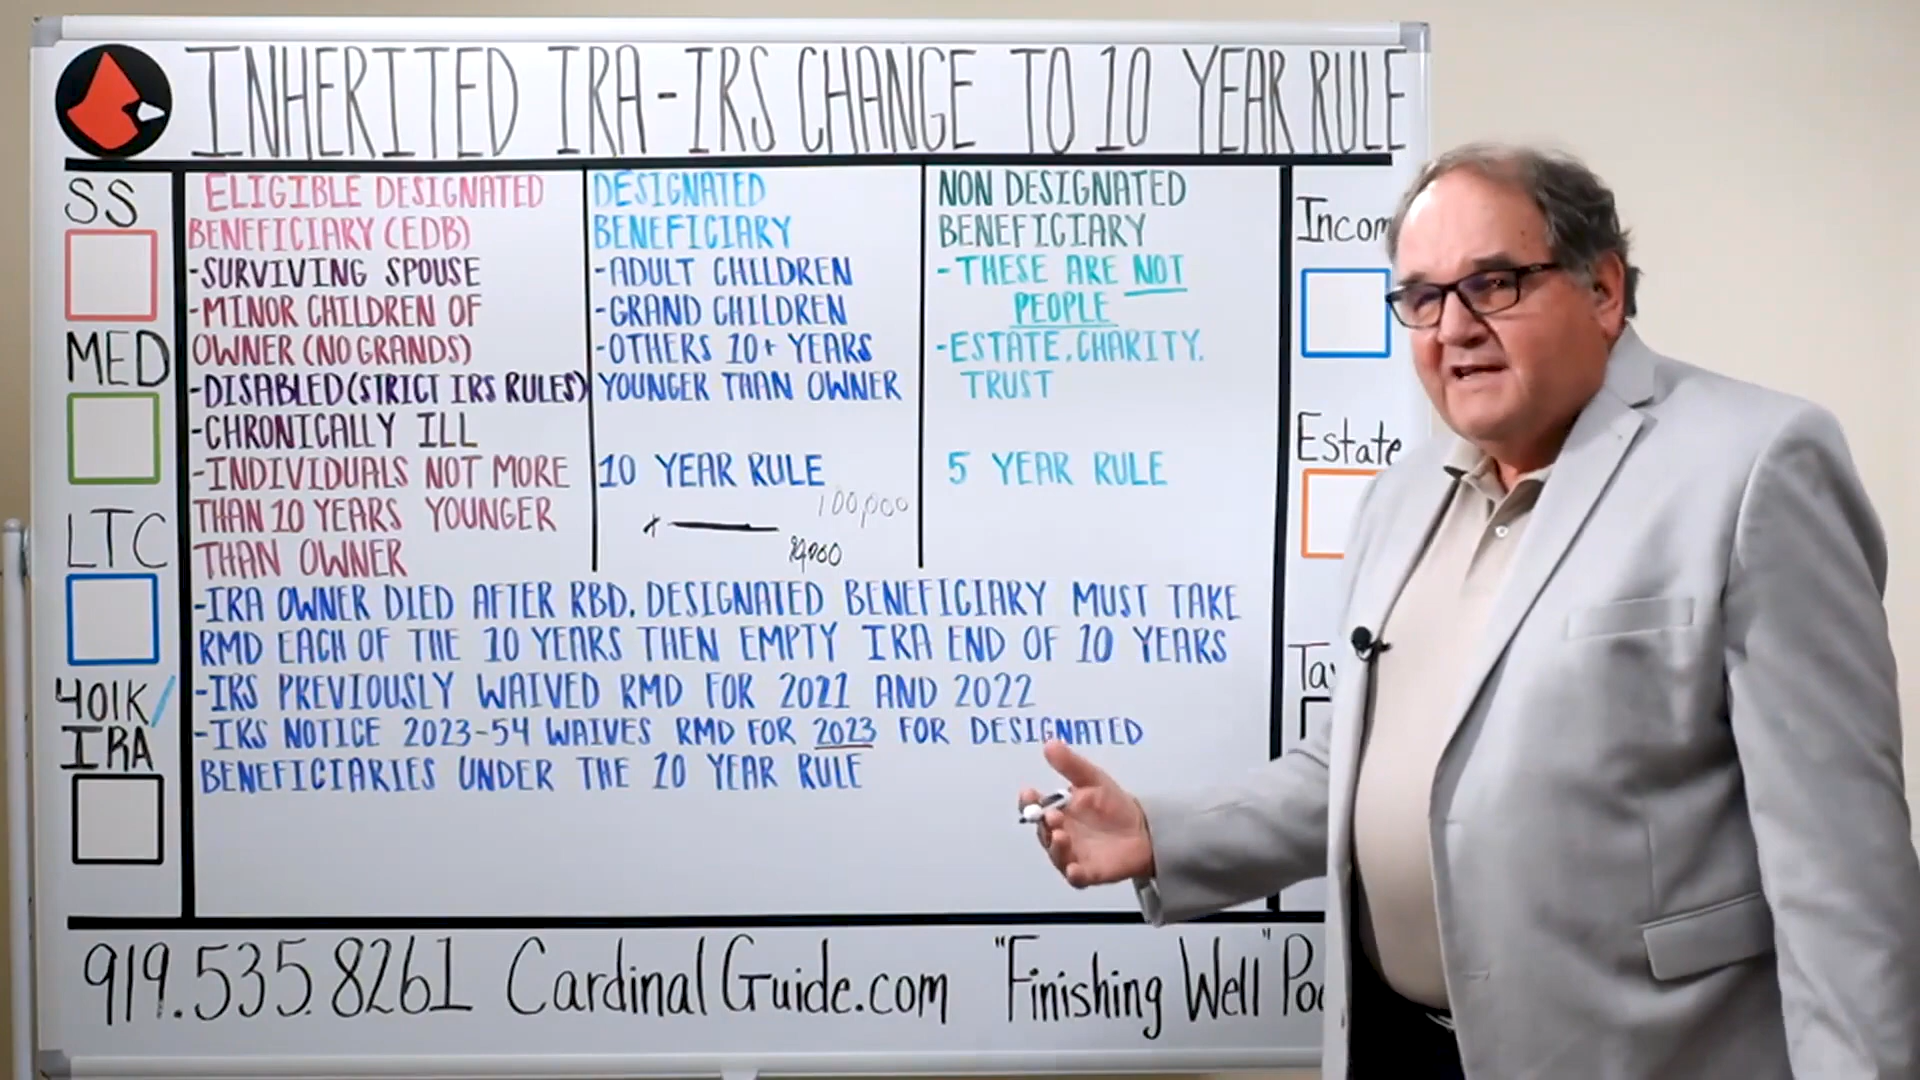 INHERITED IRA-IRS CHANGE TO 10 YEAR RULE
SS
MED
LTC
401K/
IRA
ELIGIBLE DESIGNATED
BENEFICIARY (EDB)
-SURVIVING SPOUSE
-MINOR CHILDREN OF
OWNER (NO GRANDS)
-DISABLED (STRICT IRS RULES)
-CHRONICALLY ILL
-INDIVIDUALS NOT MORE
THAN 10 YEARS YOUNGER
THAN OWNER
DESIGNATED
BENEFICIARY
-ADULT CHILDREN
-GRAND CHILDREN
-OTHERS 10+ YEARS
YOUNGER THAN OWNER
10 YEAR RULE
100,000
NON DESIGNATED
BENEFICIARY
-THESE ARE NOT
PEOPLE
-ESTATE, CHARITY,
TRUST
5 YEAR RULE
-IRA OWNER DIED AFTER RBD, DESIGNATED BENEFICIARY MUST TAKE
RMD EACH OF THE 10 YEARS THEN EMPTY IRA END OF 10 YEARS
-IRS PREVIOUSLY WAIVED RMD FOR 2021 AND 2022
-IRS NOTICE 2023-54 WAIVES RMD FOR 2023 FOR DESIGNATED
BENEFICIARIES UNDER THE 10 YEAR RULE
Incom
Estate
Ta
919.535.8261 CardinalGuide.com "Finishing Well" Po